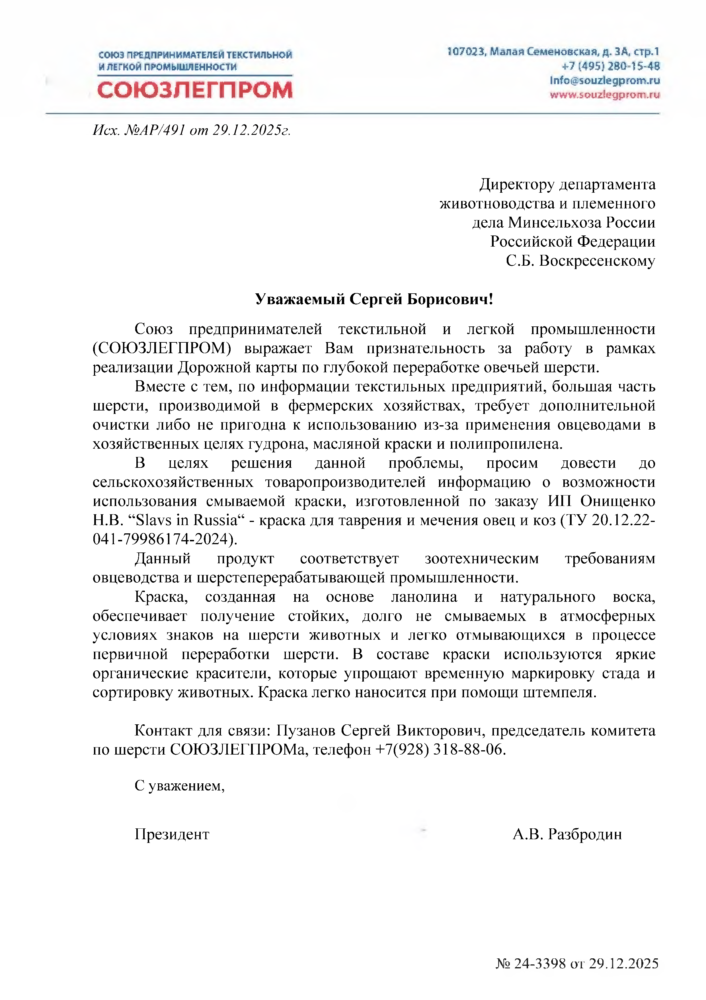 СОЮЗ ПРЕДПРИНИМАТЕЛЕЙ ТЕКСТИЛЬНОЙ
И ЛЕГКОЙ ПРОМЫШЛЕННОСТИ
СОЮЗЛЕГПРОМ
107023, Малая Семеновская, д. 3А, стр.1
+7 (495) 280-15-48
Info@souzlegprom.ru
www.souzlegprom.ru
Исх. №АР/491 от 29.12.2025г.
Директору департамента
животноводства и племенного
дела Минсельхоза России
Российской Федерации
С.Б. Воскресенскому
Уважаемый Сергей Борисович!
Союз предпринимателей текстильной и легкой промышленности
(СОЮЗЛЕГПРОМ) выражает Вам признательность за работу в рамках
реализации Дорожной карты по глубокой переработке овечьей шерсти.
Вместе с тем, по информации текстильных предприятий, большая часть
шерсти, производимой в фермерских хозяйствах, требует дополнительной
очистки либо не пригодна к использованию из-за применения овцеводами в
хозяйственных целях гудрона, масляной краски и полипропилена.
В целях решения данной проблемы, просим довести до
сельскохозяйственных товаропроизводителей информацию о возможности
использования смываемой краски, изготовленной по заказу ИП Онищенко
Н.В. “Slavs in Russia“ - краска для таврения и мечения овец и коз (ТУ 20.12.22-
041-79986174-2024).
Данный продукт соответствует зоотехническим требованиям
овцеводства и шерстеперерабатывающей промышленности.
Краска, созданная на основе ланолина и натурального воска,
обеспечивает получение стойких, долго не смываемых в атмосферных
условиях знаков на шерсти животных и легко отмывающихся в процессе
первичной переработки шерсти. В составе краски используются яркие
органические красители, которые упрощают временную маркировку стада и
сортировку животных. Краска легко наносится при помощи штемпеля.
Контакт для связи: Пузанов Сергей Викторович, председатель комитета
по шерсти СОЮЗЛЕГПРОМа, телефон +7(928) 318-88-06.
С уважением,
Президент А.В. Разбродин
№ 24-3398 от 29.12.2025